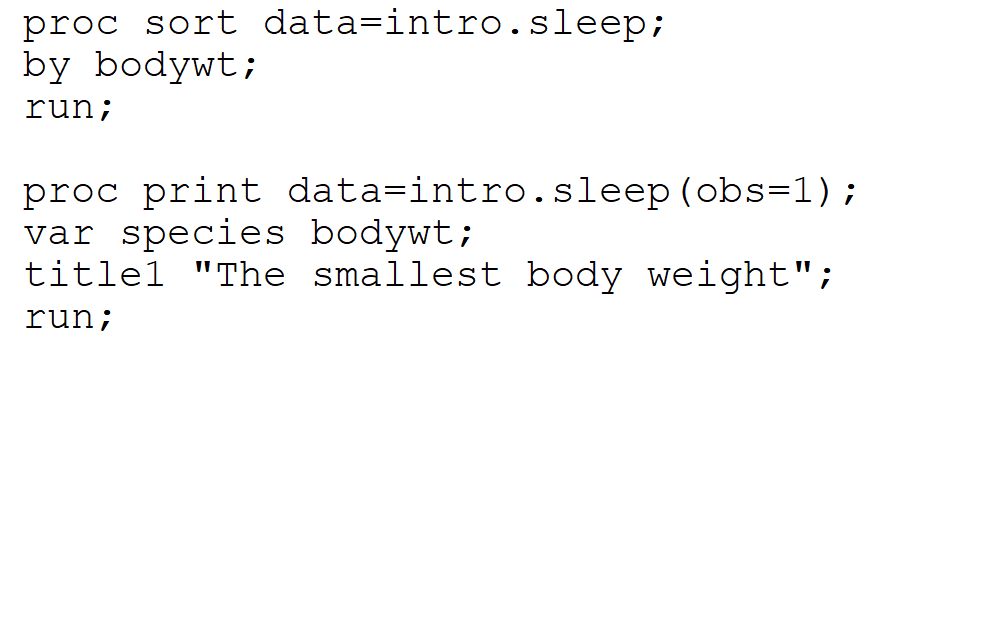 proc sort data=intro.sleep;
by bodywt;
run;

proc print data=intro.sleep(obs=1);
var species bodywt;
title1 "The smallest body weight";
run;